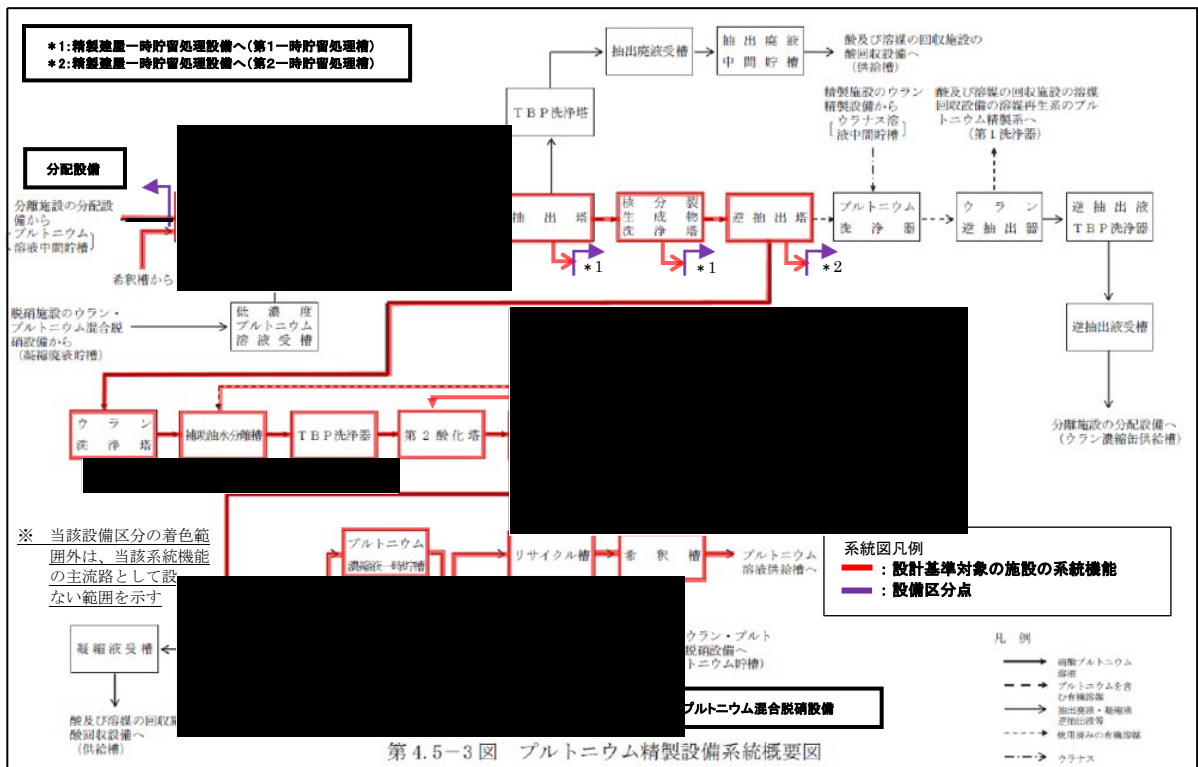 *1:精製建屋一時貯留処理設備へ(第1一時貯留処理槽)
*2:精製建屋一時貯留処理設備へ(第2一時貯留処理槽)
抽出廃液受槽
抽出廃液
中間貯槽
酸及び溶媒の回収施設の
酸回収設備へ
(供給槽)
TBP洗浄塔
精製施設のウラン
精製設備から
ウラナス溶
液中間貯槽
酸及び溶媒の回収施設の溶媒
回収設備の溶媒再生系のプル
トニウム精製系へ
(第1洗浄器)
分配設備
分離施設の分配設
備から
プルトニウム
溶液中間貯槽
希釈槽から
抽出塔
核分裂
生成物
洗浄塔
逆抽出塔
プルトニウム
洗浄器
ウラン
逆抽出器
逆抽出液
TBP洗浄器
*1
*1
*2
脱硝施設のウラン・
プルトニウム混合脱
硝設備から
(凝縮廃液貯槽)
低濃度
プルトニウム
溶液受槽
逆抽出液受槽
分離施設の分配設備へ
(ウラン濃縮缶供給槽)
ウラン
洗浄塔
補助油水分離槽
TBP洗浄器
第2酸化塔
※ 当該設備区分の着色範
囲外は、当該系統機能
の主流路として設
ない範囲を示す
プルトニウム
濃縮液一時貯槽
リサイクル槽
希釈槽
プルトニウム
溶液供給槽へ
系統図凡例
:設計基準対象の施設の系統機能
:設備区分点
凝縮液受槽
酸及び溶媒の回収施
酸回収設備へ
(供給槽)
ウラン・プルト
脱硝設備へ
トニウム貯槽)
プルトニウム混合脱硝設備
凡例
硝酸プルトニウム
溶液
プルトニウムを含
む有機溶媒
抽出廃液・凝縮液
逆抽出液等
使用済みの有機溶媒
ウラナス
第4.5-3図 プルトニウム精製設備系統概要図